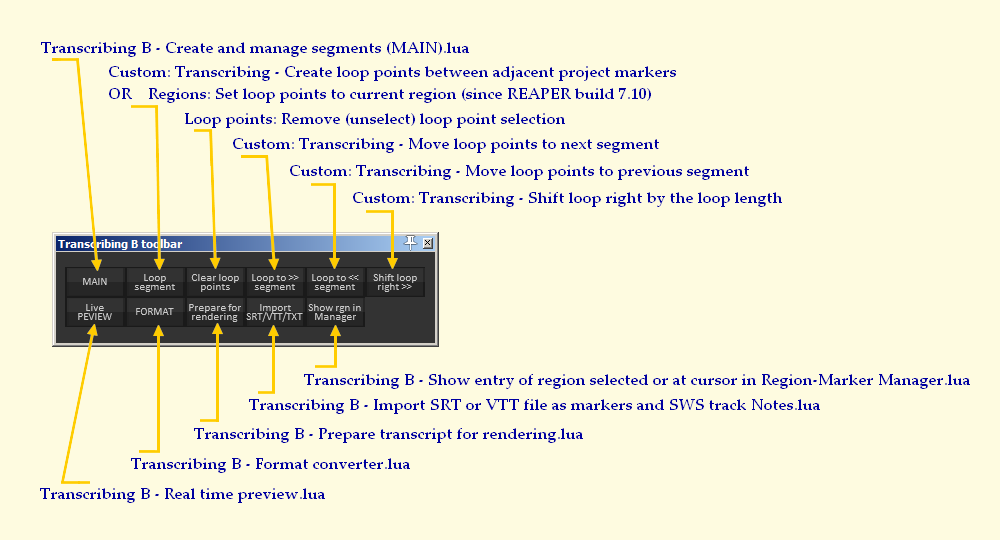 Transcribing B - Create and manage segments (MAIN).lua
Custom: Transcribing - Create loop points between adjacent project markers
OR Regions: Set loop points to current region (since REAPER build 7.10)
Loop points: Remove (unselect) loop point selection
Custom: Transcribing - Move loop points to next segment
Custom: Transcribing - Move loop points to previous segment
Custom: Transcribing - Shift loop right by the loop length
Transcribing B toolbar
MAIN
Loop
segment
Clear loop
points
Loop to >>
segment
Loop to <<
segment
Shift loop
right >>
Live
PEVIEW
FORMAT
Prepare for
rendering
Import
SRT/VTT/TXT
Show rgn in
Manager
Transcribing B - Show entry of region selected or at cursor in Region-Marker Manager.lua
Transcribing B - Import SRT or VTT file as markers and SWS track Notes.lua
Transcribing B - Prepare transcript for rendering.lua
Transcribing B - Format converter.lua
Transcribing B - Real time preview.lua